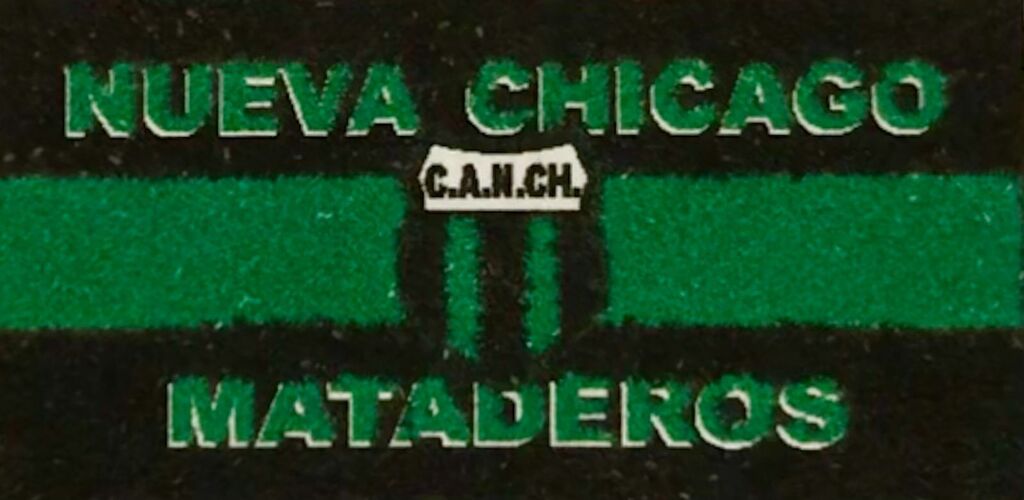 NUEVA CHICAGO
C.A.N.CH.
MATADEROS